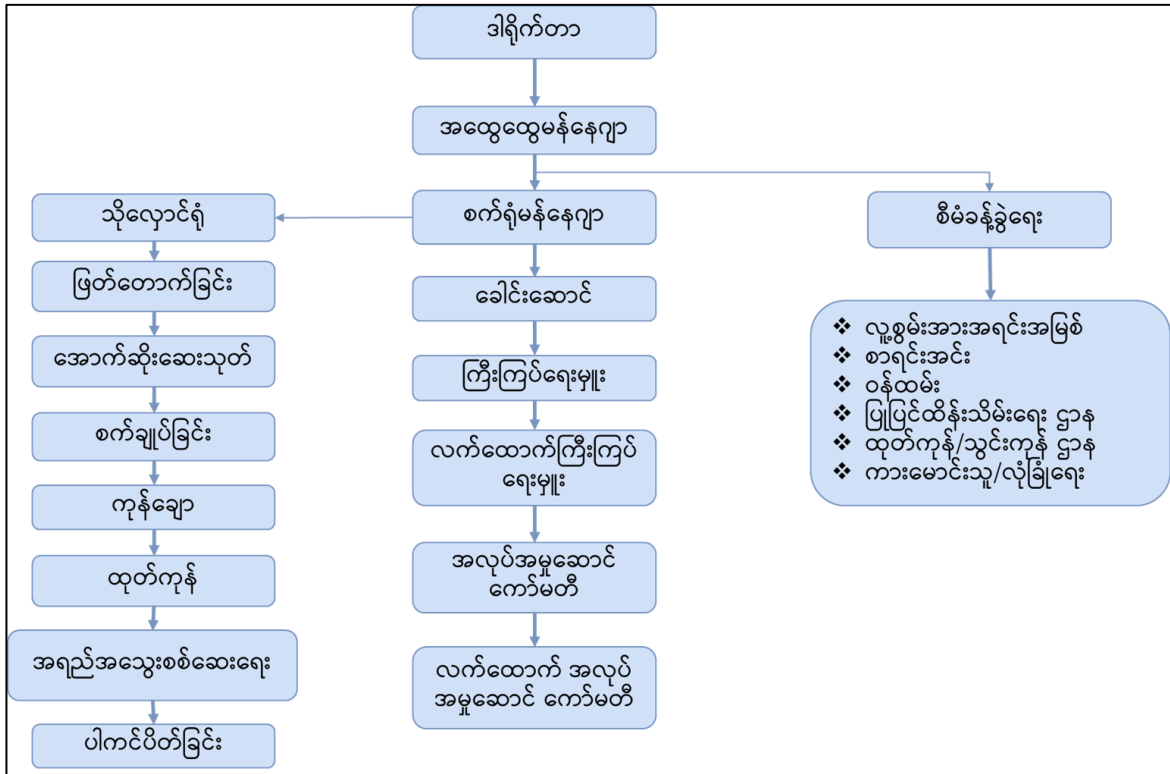 ဒါရိုက်တာ
အထွေထွေမန်နေဂျာ
စက်ရုံမန်နေဂျာ
ခေါင်းဆောင်
ကြီးကြပ်ရေးမှူး
လက်ထောက်ကြီးကြပ်
ရေးမှူး
အလုပ်အမှုဆောင်
ကော်မတီ
လက်ထောက် အလုပ်
အမှုဆောင် ကော်မတီ
သိုလှောင်ရုံ
ဖြတ်တောက်ခြင်း
အောက်ဆိုးဆေးသုတ်
စက်ချုပ်ခြင်း
ကုန်ချော
ထုတ်ကုန်
အရည်အသွေးစစ်ဆေးရေး
ပါကင်ပိတ်ခြင်း
စီမံခန့်ခွဲရေး
❖ လူ့စွမ်းအားအရင်းအမြစ်
❖ စာရင်းအင်း
❖ ဝန်ထမ်း
❖ ပြုပြင်ထိန်းသိမ်းရေး ဌာန
❖ ထုတ်ကုန်/သွင်းကုန် ဌာန
❖ ကားမောင်းသူ/လုံခြုံရေး